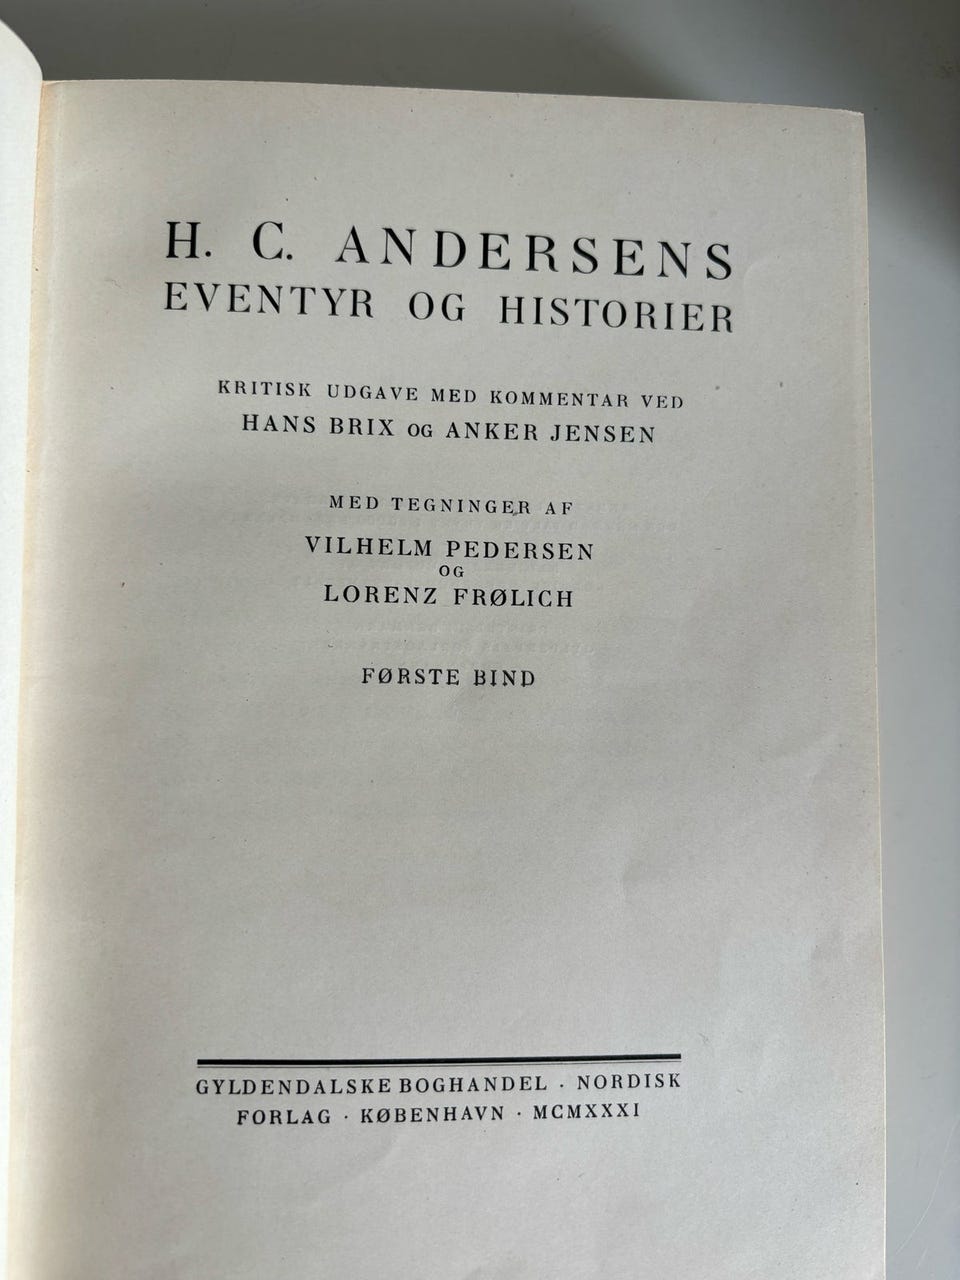 H. C. ANDERSENS
EVENTYR OG HISTORIER
KRITISK UDGAVE MED KOMMENTAR VED
HANS BRIX OG ANKER JENSEN
MED TEGNINGER AF
VILHELM PEDERSEN
OG
LORENZ FRØLICH
FØRSTE BIND
GYLDENDALSKE BOGHANDEL · NORDISK
FORLAG · KØBENHAVN · MCMXXXI